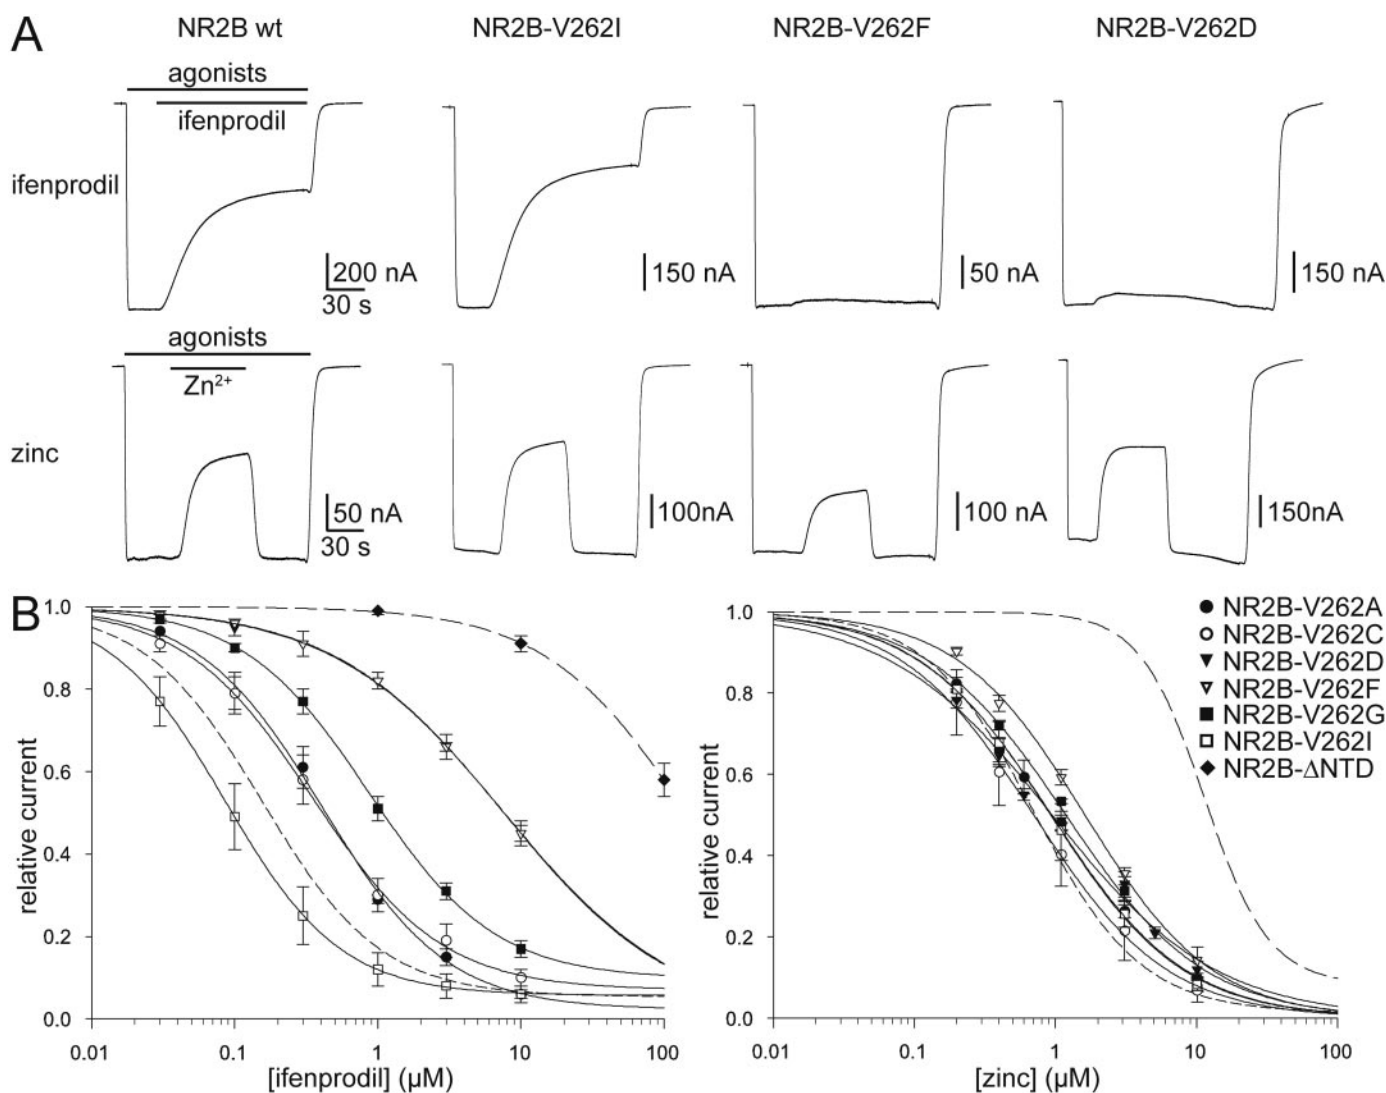 A
NR2B wt
NR2B-V262I
NR2B-V262F
NR2B-V262D
agonists
ifenprodil
ifenprodil
200 nA
30 s
150 nA
50 nA
150 nA
agonists
Zn²⁺
zinc
50 nA
30 s
100nA
100 nA
150nA
B
1.0
0.8
0.6
0.4
0.2
0.0
relative current
0.01
0.1
1
10
100
[ifenprodil] (µM)
1.0
0.8
0.6
0.4
0.2
0.0
relative current
0.01
0.1
1
10
100
[zinc] (µM)
NR2B-V262A
NR2B-V262C
NR2B-V262D
NR2B-V262F
NR2B-V262G
NR2B-V262I
NR2B-ΔNTD